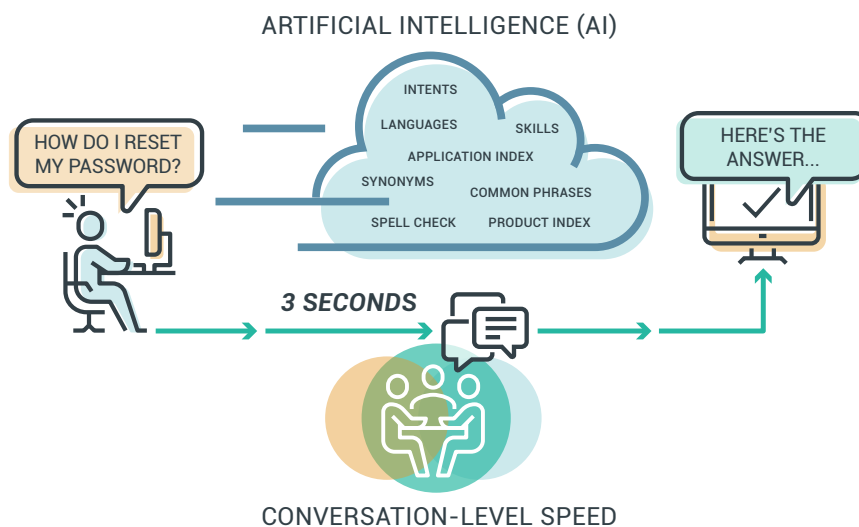 ARTIFICIAL INTELLIGENCE (AI)
HOW DO I RESET
MY PASSWORD?
INTENTS
LANGUAGES
SKILLS
APPLICATION INDEX
SYNONYMS
COMMON PHRASES
SPELL CHECK
PRODUCT INDEX
HERE'S THE
ANSWER...
3 SECONDS
CONVERSATION-LEVEL SPEED